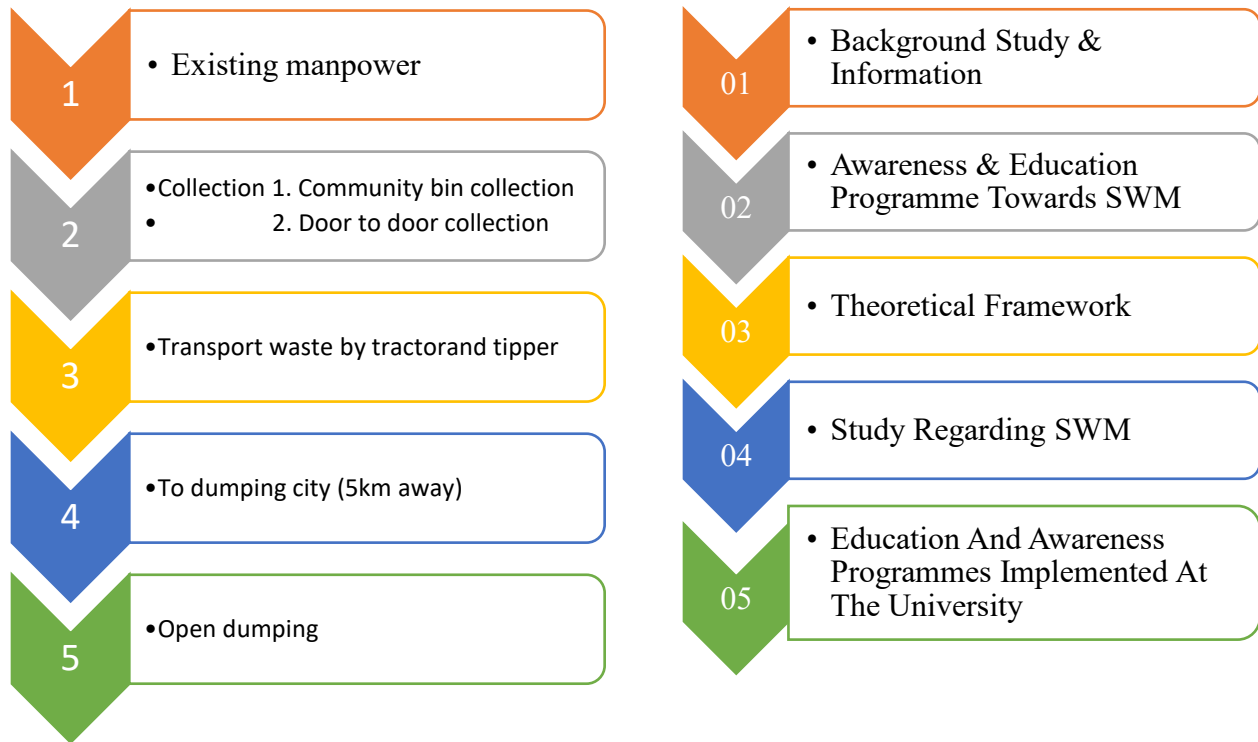 1
• Existing manpower
2
•Collection 1. Community bin collection
• 2. Door to door collection
3
•Transport waste by tractorand tipper
4
•To dumping city (5km away)
5
•Open dumping
01
• Background Study &
Information
02
• Awareness & Education
Programme Towards SWM
03
• Theoretical Framework
04
• Study Regarding SWM
05
• Education And Awareness
Programmes Implemented At
The University